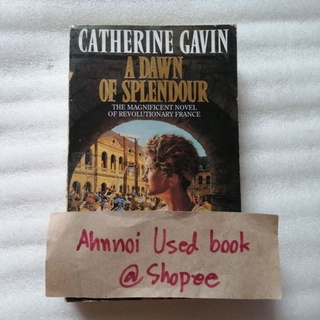 CATHERINE GAVIN
A DAWN
OF SPLENDOUR
THE MAGNIFICENT NOVEL
OF REVOLUTIONARY FRANCE
Ahnnoi Used book
@ Shopee